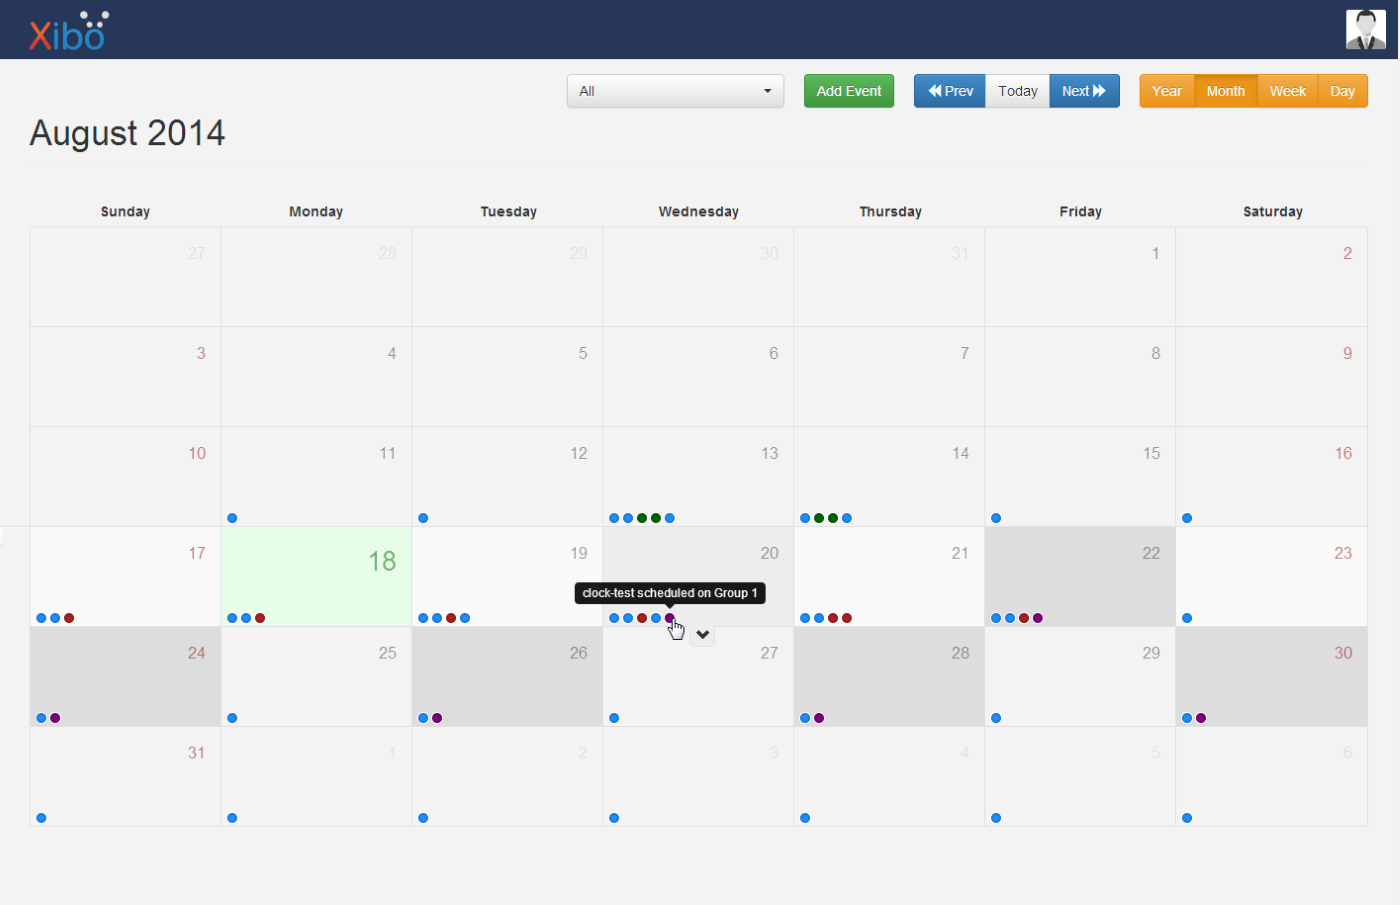 Xibo
All
Add Event
Prev Today Next
Year Month Week Day
August 2014
Sunday Monday Tuesday Wednesday Thursday Friday Saturday
27 28 29 30 31 1 2
3 4 5 6 7 8 9
10 11 12 13 14 15 16
17 18 19 20 21 22 23
clock-test scheduled on Group 1
24 25 26 27 28 29 30
31 1 2 3 4 5 6